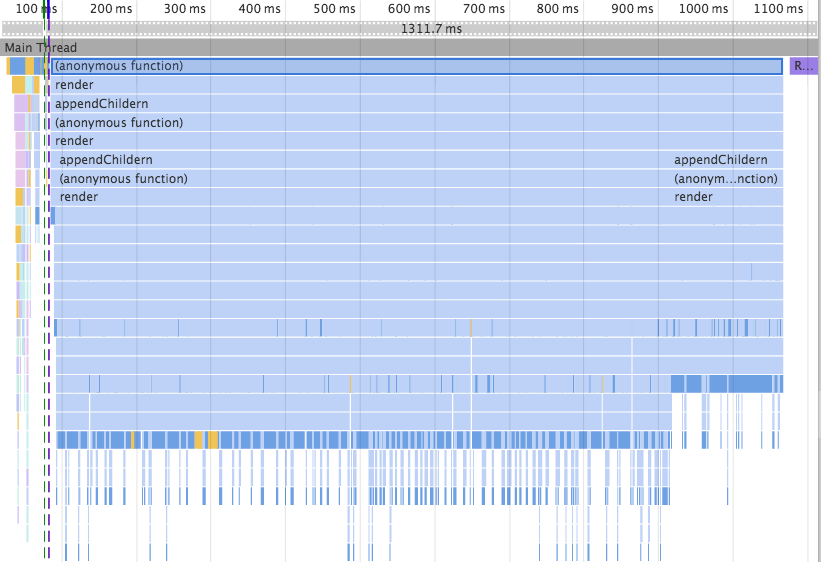 100 ms 200 ms 300 ms 400 ms 500 ms 600 ms 700 ms 800 ms 900 ms 1000 ms 1100 ms
1311.7 ms
Main Thread
(anonymous function) R...
render
appendChildern
(anonymous function)
render
appendChildern appendChildern
(anonymous function) (anonym...nction)
render render